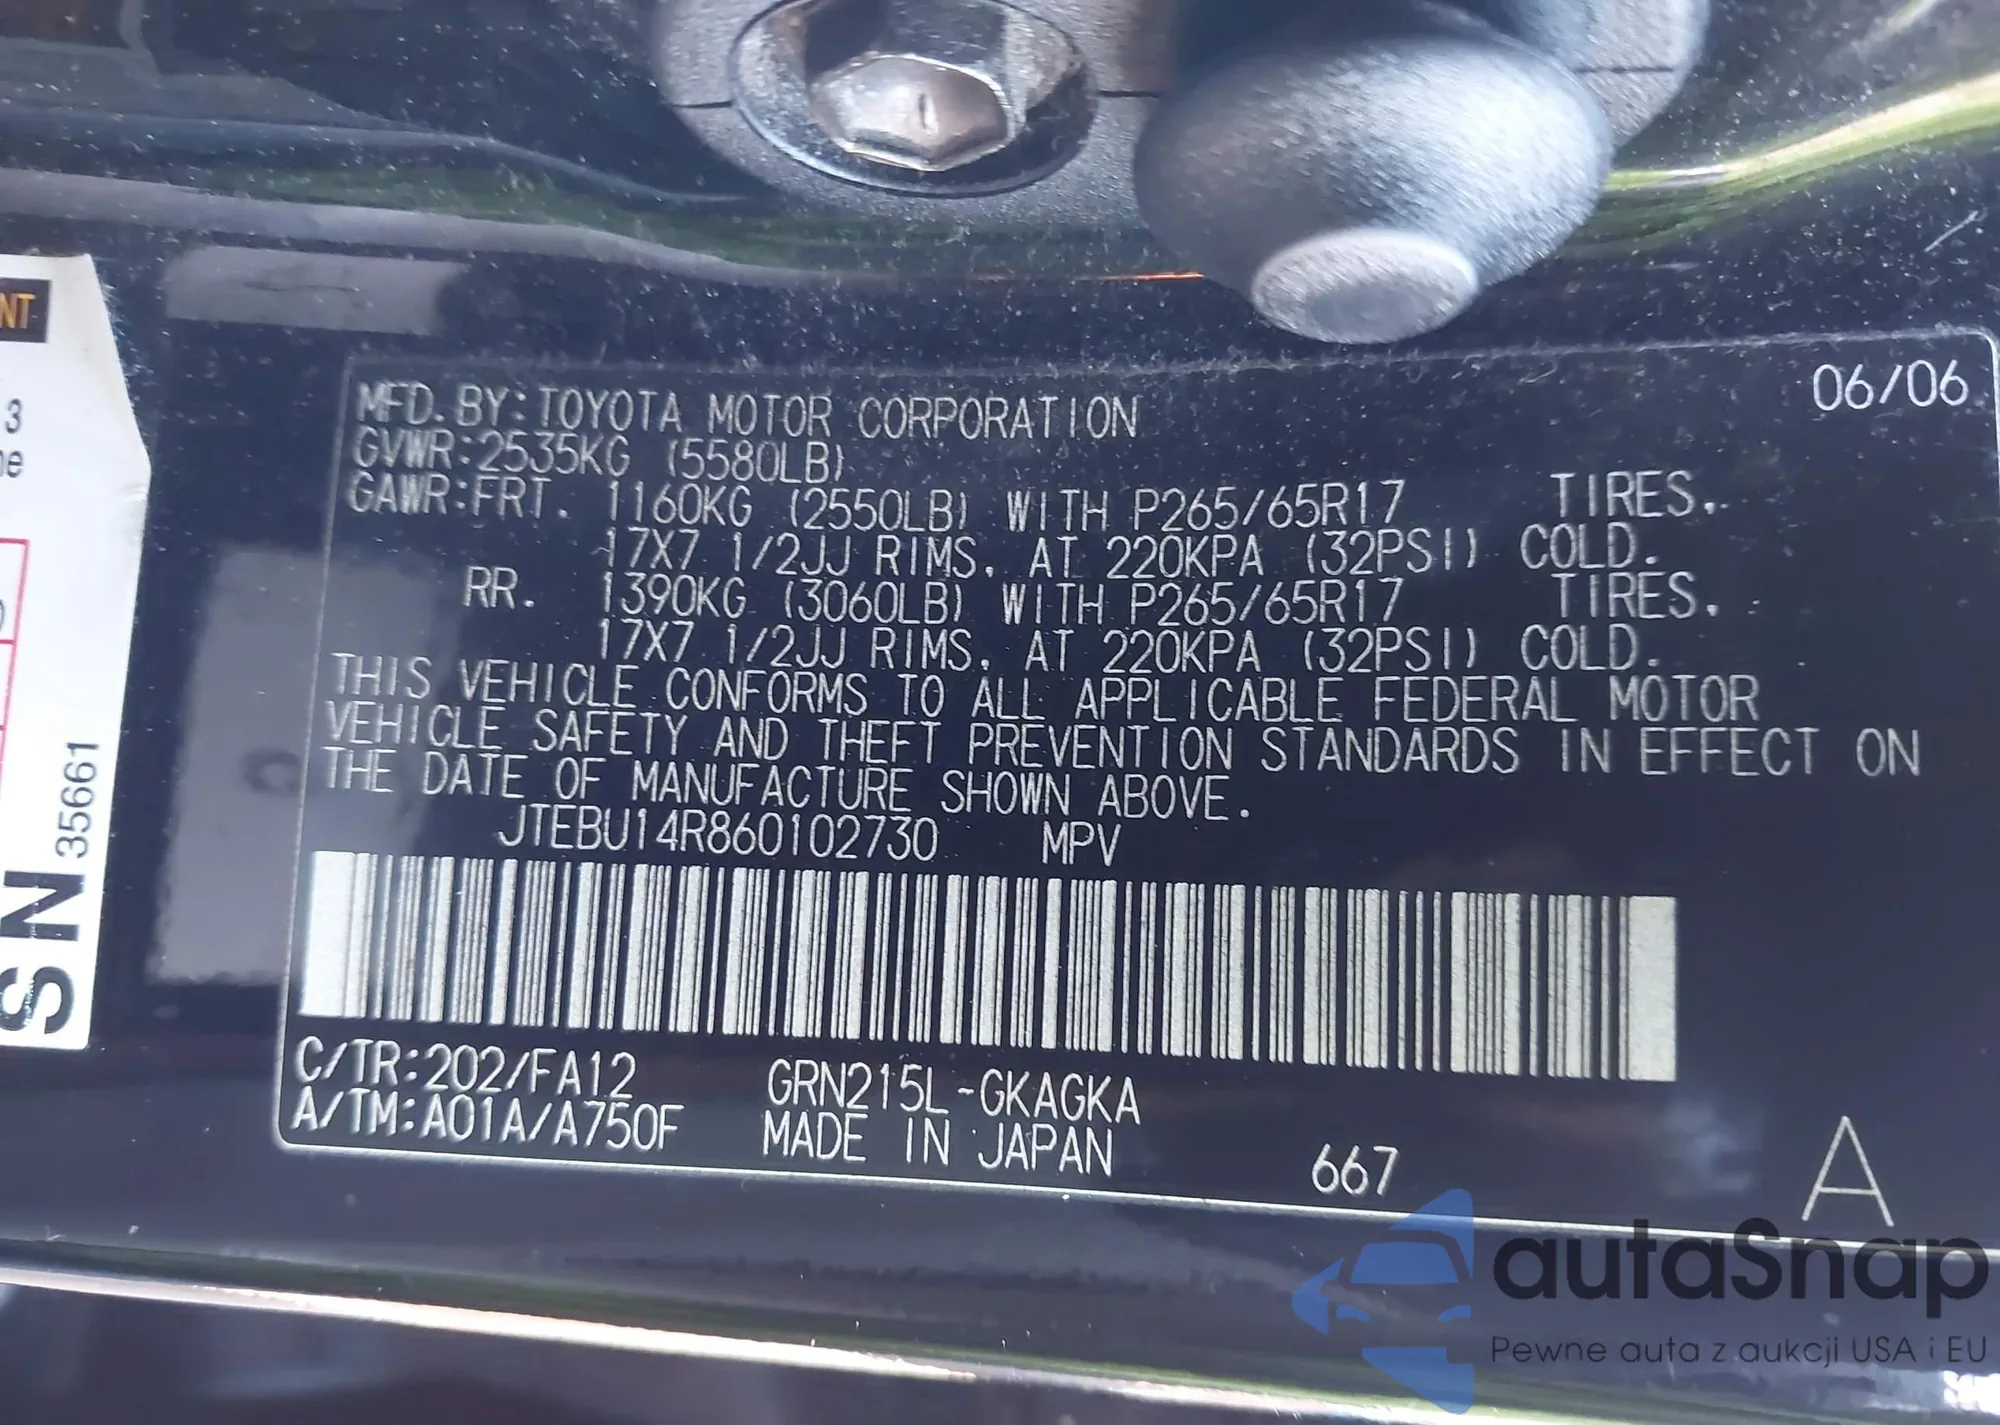 NT
3
ne
SN 35661
06/06
MFD. BY: TOYOTA MOTOR CORPORATION
GVWR: 2535KG (5580LB)
GAWR: FRT. 1160KG (2550LB) WITH P265/65R17 TIRES,
17X7 1/2JJ RIMS, AT 220KPA (32PSI) COLD.
RR. 1390KG (3060LB) WITH P265/65R17 TIRES,
17X7 1/2JJ RIMS, AT 220KPA (32PSI) COLD.
THIS VEHICLE CONFORMS TO ALL APPLICABLE FEDERAL MOTOR
VEHICLE SAFETY AND THEFT PREVENTION STANDARDS IN EFFECT ON
THE DATE OF MANUFACTURE SHOWN ABOVE.
JTEBU14R860102730 MPV
C/TR: 202/FA12 GRN215L-GKAGKA
A/TM: A01A/A750F MADE IN JAPAN
667
A
autaSnap
Pewne auta z aukcji USA i EU